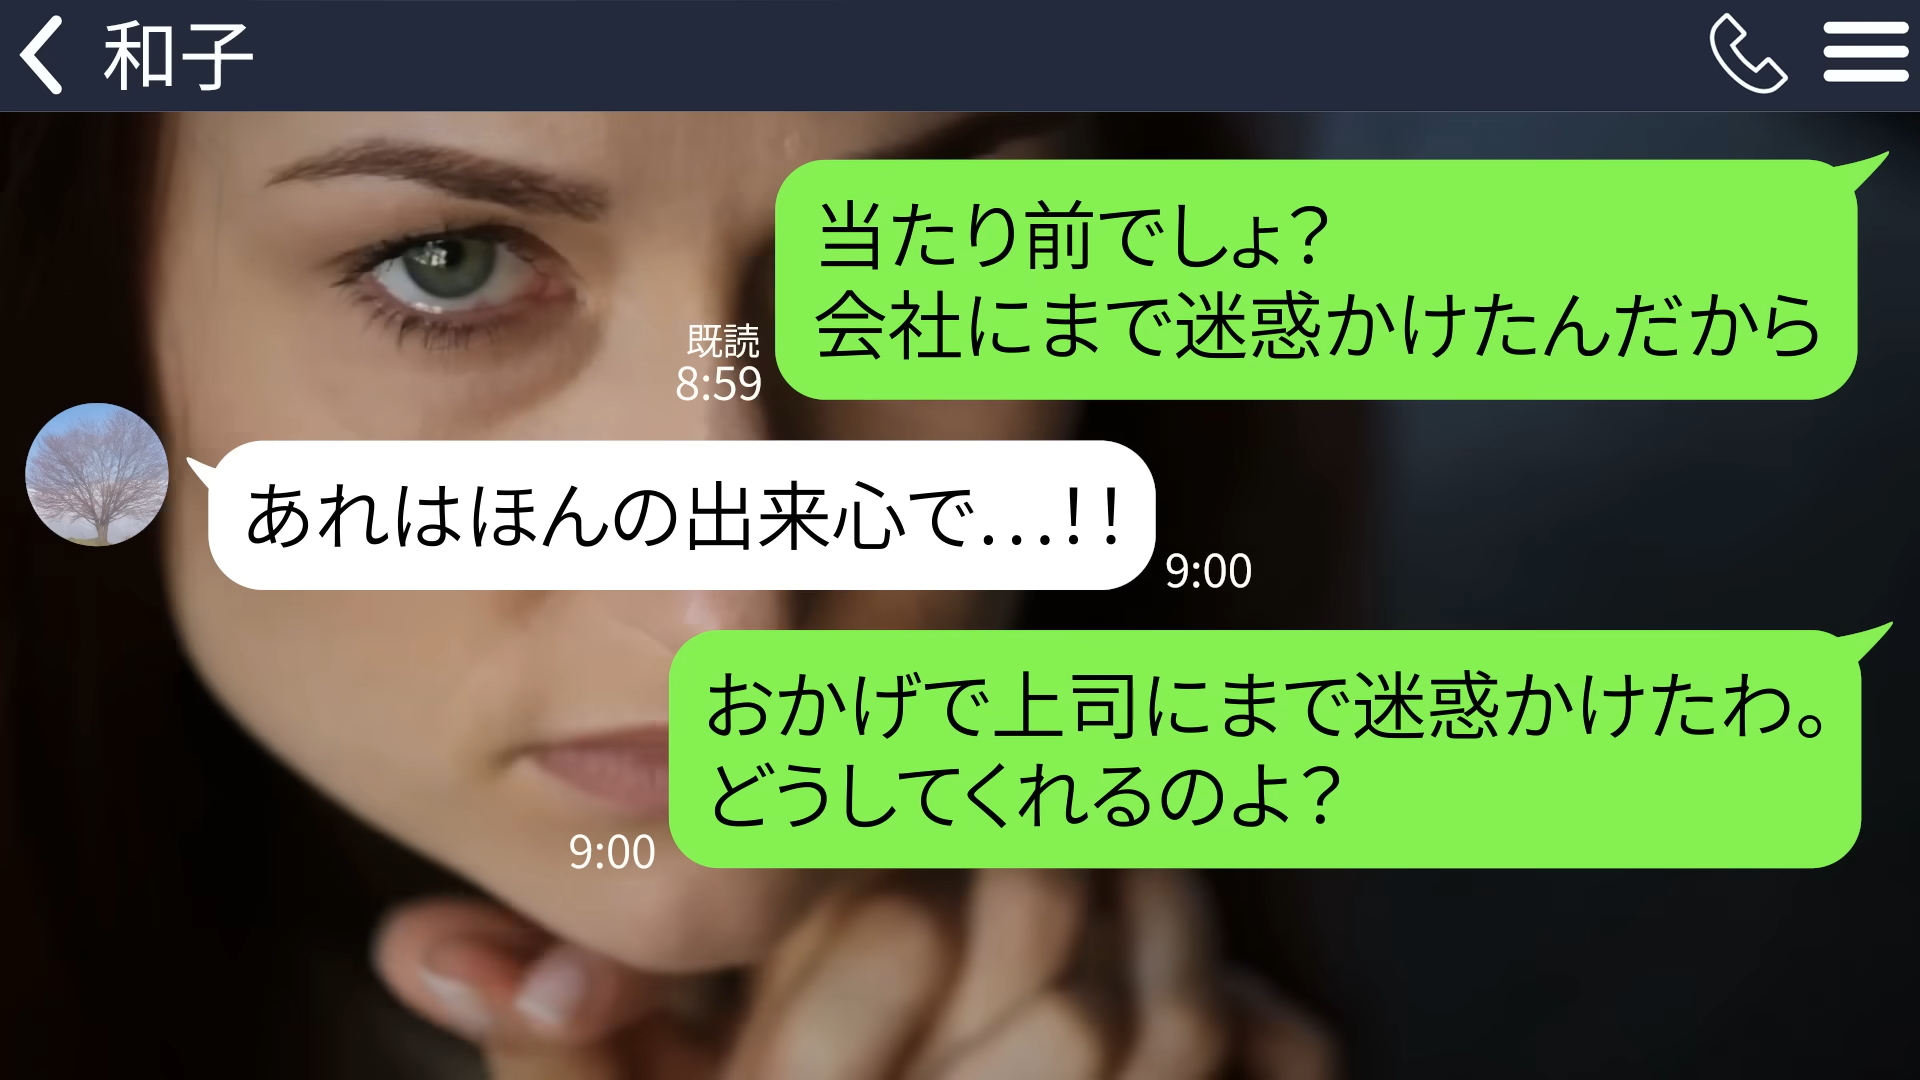 和子
当たり前でしょ？
会社にまで迷惑かけたんだから
既読
8:59
あれはほんの出来心で…！！
9:00
おかげで上司にまで迷惑かけたわ。
どうしてくれるのよ？
9:00